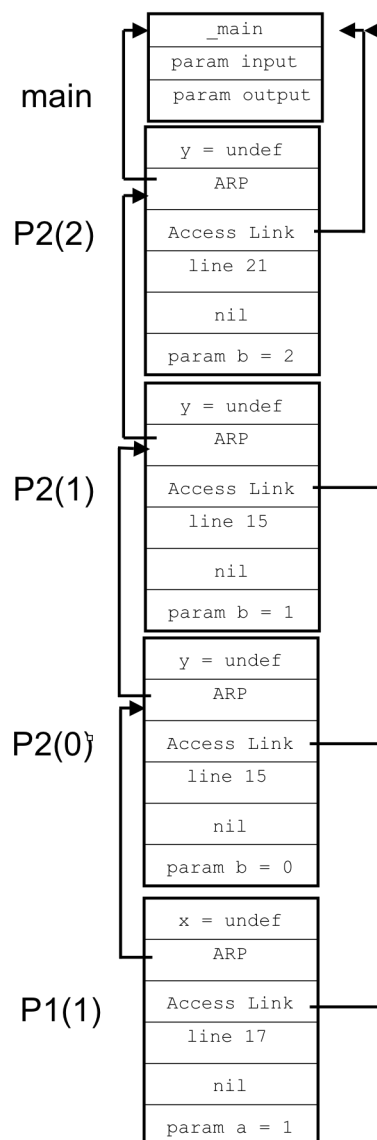 _main
param input
param output
main
y = undef
ARP
P2(2)
Access Link
line 21
nil
param b = 2
y = undef
ARP
P2(1)
Access Link
line 15
nil
param b = 1
y = undef
ARP
P2(0)
Access Link
line 15
nil
param b = 0
x = undef
ARP
P1(1)
Access Link
line 17
nil
param a = 1